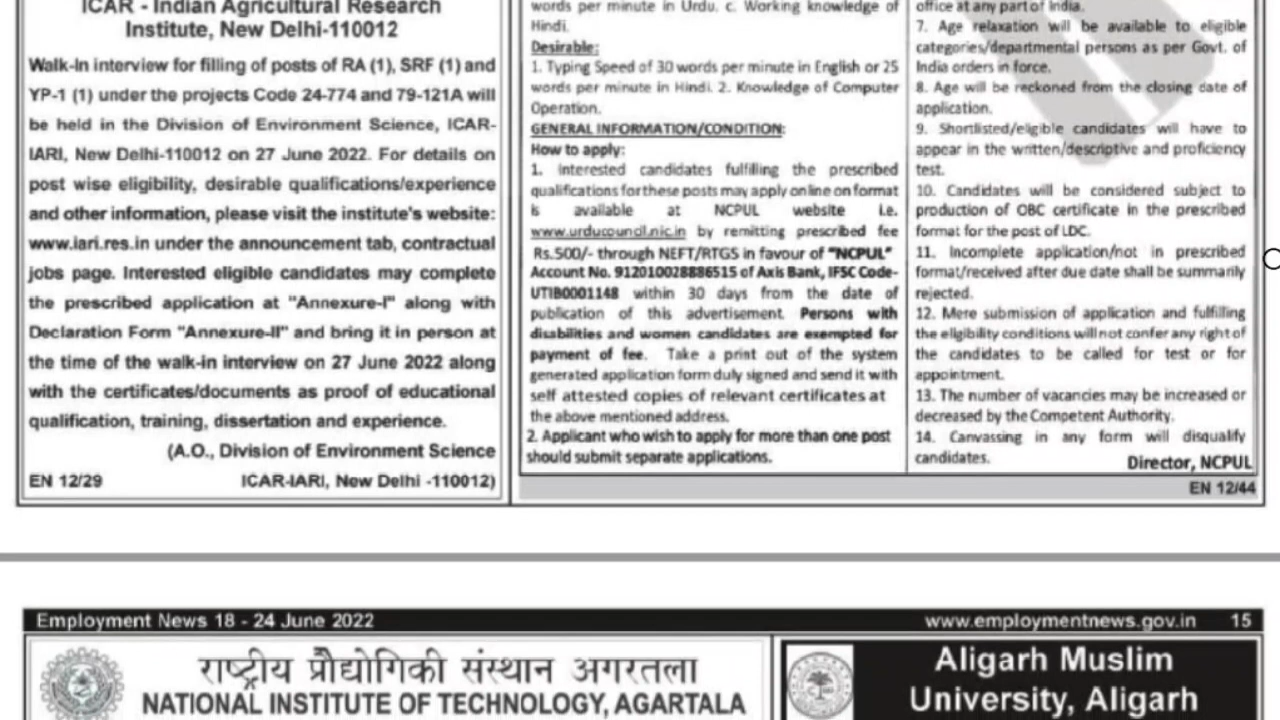 ICAR - Indian Agricultural Research
Institute, New Delhi-110012
Walk-In interview for filling of posts of RA (1), SRF (1) and
YP-1 (1) under the projects Code 24-774 and 79-121A will
be held in the Division of Environment Science, ICAR-
IARI, New Delhi-110012 on 27 June 2022. For details on
post wise eligibility, desirable qualifications/experience
and other information, please visit the institute's website:
www.iari.res.in under the announcement tab, contractual
jobs page. Interested eligible candidates may complete
the prescribed application at "Annexure-I" along with
Declaration Form "Annexure-II" and bring it in person at
the time of the walk-in interview on 27 June 2022 along
with the certificates/documents as proof of educational
qualification, training, dissertation and experience.
(A.O., Division of Environment Science
EN 12/29 ICAR-IARI, New Delhi -110012)
words per minute in Urdu. c. Working knowledge of
Hindi.
Desirable:
1. Typing Speed of 30 words per minute in English or 25
words per minute in Hindi. 2. Knowledge of Computer
Operation.
GENERAL INFORMATION/CONDITION:
How to apply:
1. Interested candidates fulfilling the prescribed
qualifications for these posts may apply on line on format
is available at NCPUL website i.e.
www.urducouncil.nic.in by remitting prescribed fee
Rs.500/- through NEFT/RTGS in favour of "NCPUL"
Account No. 912010028886515 of Axis Bank, IFSC Code-
UTIB0001148 within 30 days from the date of
publication of this advertisement. Persons with
disabilities and women candidates are exempted for
payment of fee. Take a print out of the system
generated application form duly signed and send it with
self attested copies of relevant certificates at
the above mentioned address.
2. Applicant who wish to apply for more than one post
should submit separate applications.
office at any part of India.
7. Age relaxation will be available to eligible
categories/departmental persons as per Govt. of
India orders in force.
8. Age will be reckoned from the closing date of
application.
9. Shortlisted/eligible candidates will have to
appear in the written/descriptive and proficiency
test.
10. Candidates will be considered subject to
production of OBC certificate in the prescribed
format for the post of LDC.
11. Incomplete application/not in prescribed
format/received after due date shall be summarily
rejected.
12. Mere submission of application and fulfilling
the eligibility conditions will not confer any right of
the candidates to be called for test or for
appointment.
13. The number of vacancies may be increased or
decreased by the Competent Authority.
14. Canvassing in any form will disqualify
candidates.
Director, NCPUL
EN 12/44
Employment News 18 - 24 June 2022 www.employmentnews.gov.in 15
राष्ट्रीय प्रौद्योगिकी संस्थान अगरतला
NATIONAL INSTITUTE OF TECHNOLOGY, AGARTALA
Aligarh Muslim
University, Aligarh